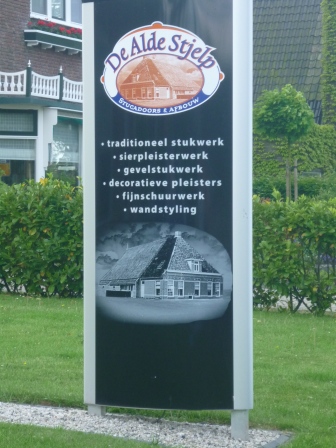 De Alde Stjelp
STUCADOORS & AFBOUW
• traditioneel stukwerk
• sierpleisterwerk
• gevelstukwerk
• decoratieve pleisters
• fijnschuurwerk
• wandstyling